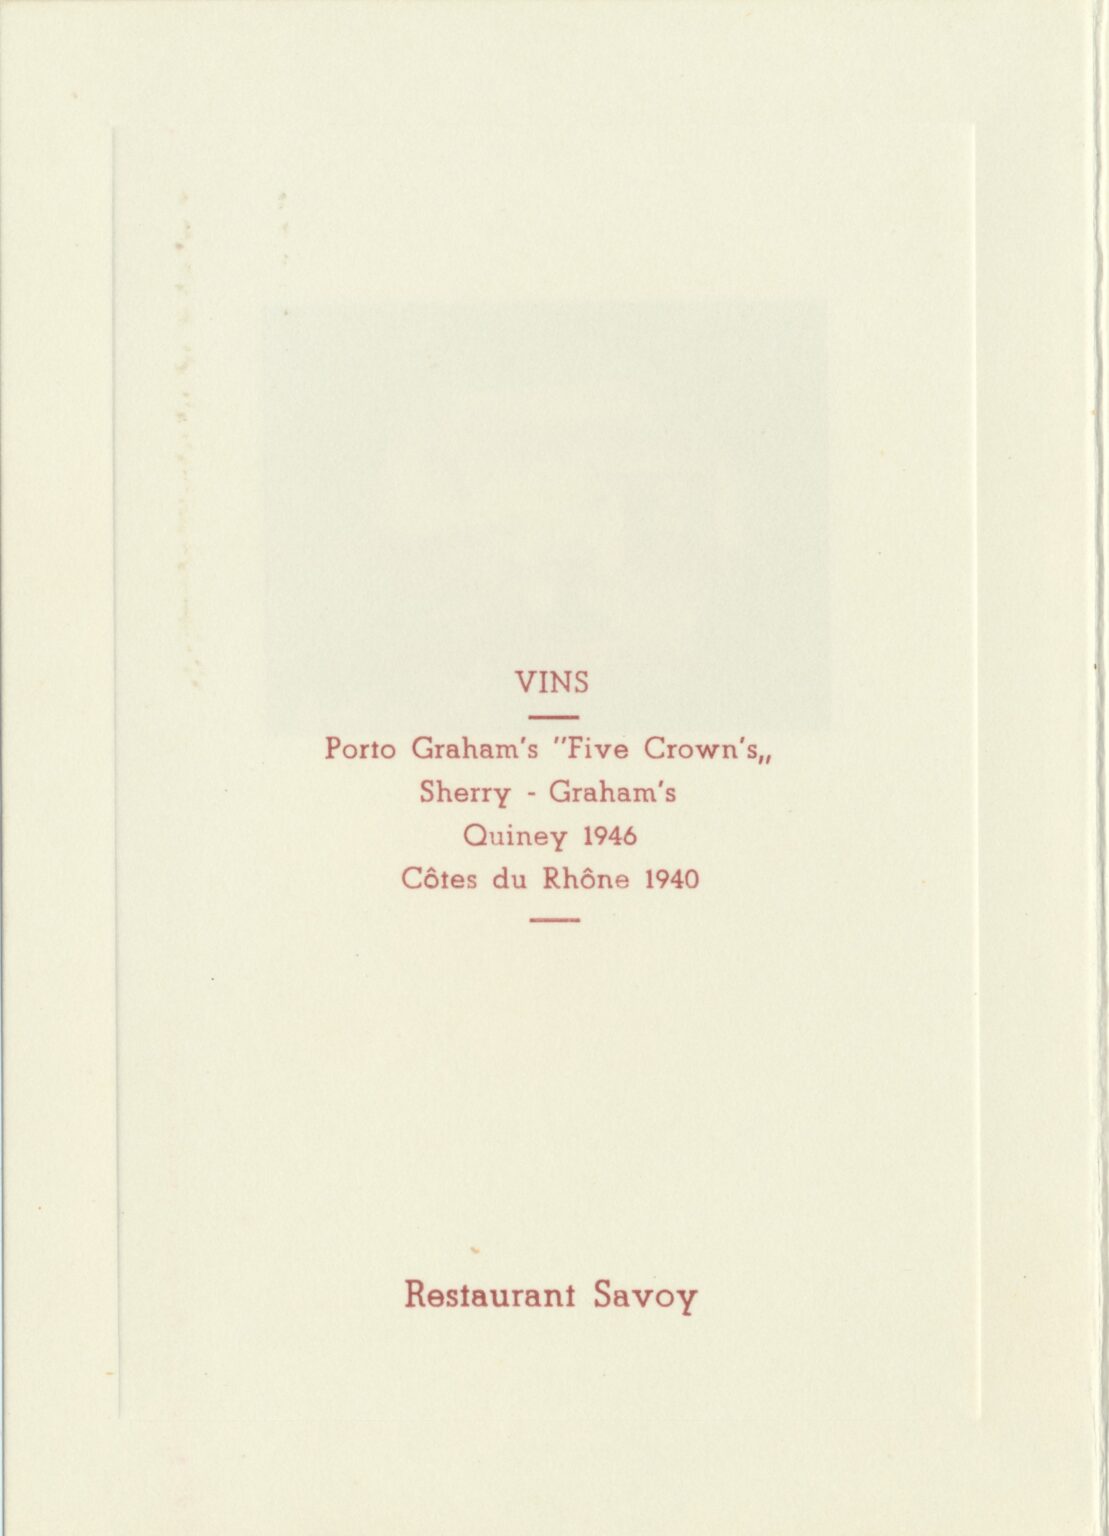 VINS
Porto Graham's "Five Crown's„
Sherry - Graham's
Quiney 1946
Côtes du Rhône 1940
Restaurant Savoy